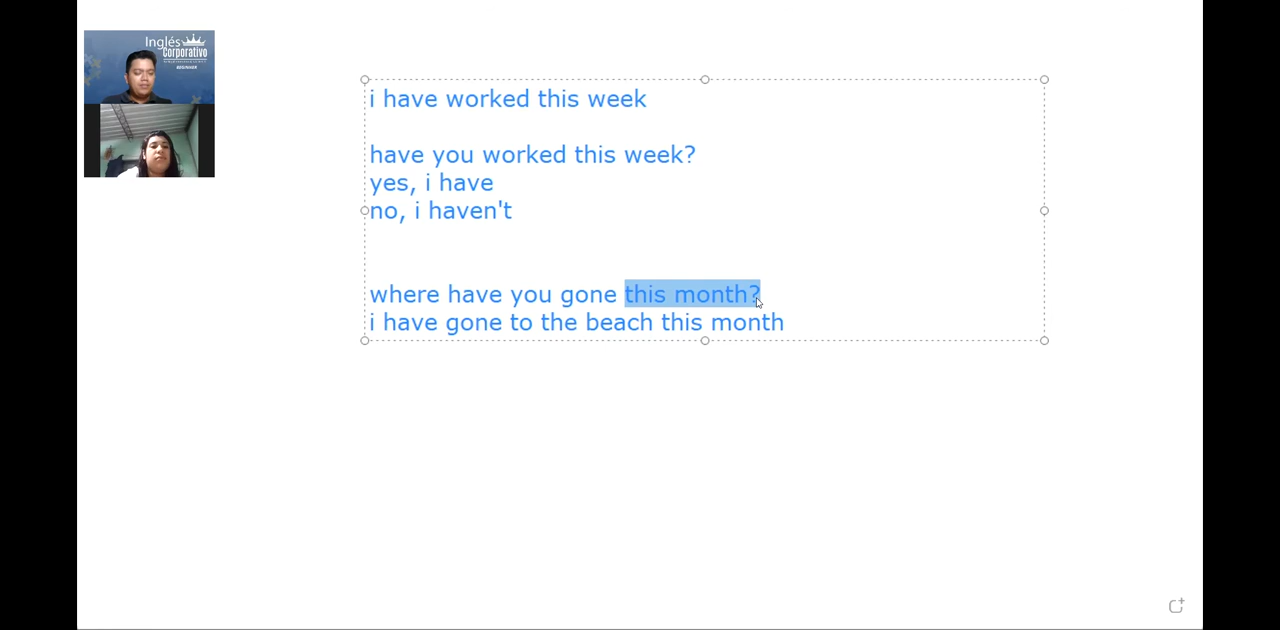 Inglés
Corporativo
BEGINNER
i have worked this week
have you worked this week?
yes, i have
no, i haven't
where have you gone this month?
i have gone to the beach this month